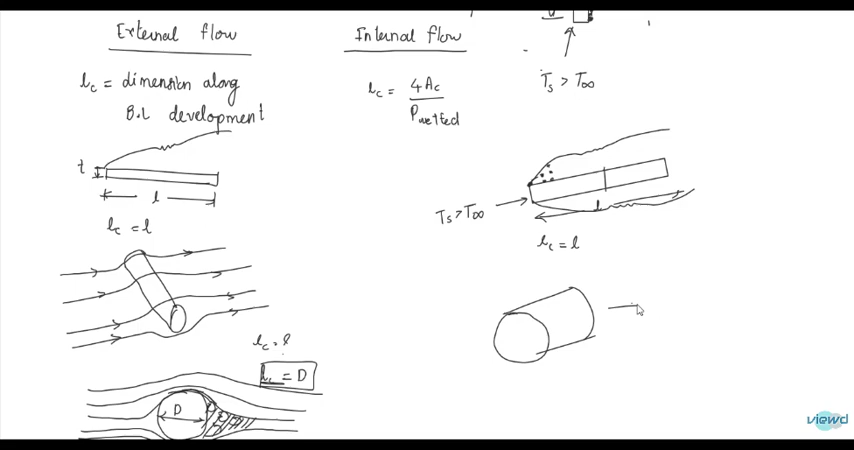 External flow
lc = dimension along
B.L development
t
l
lc = l
lc = l
lc = D
D
Internal flow
lc = 4Ac
Pwetted
Ts > T∞
Ts > T∞
l
lc = l
viewd